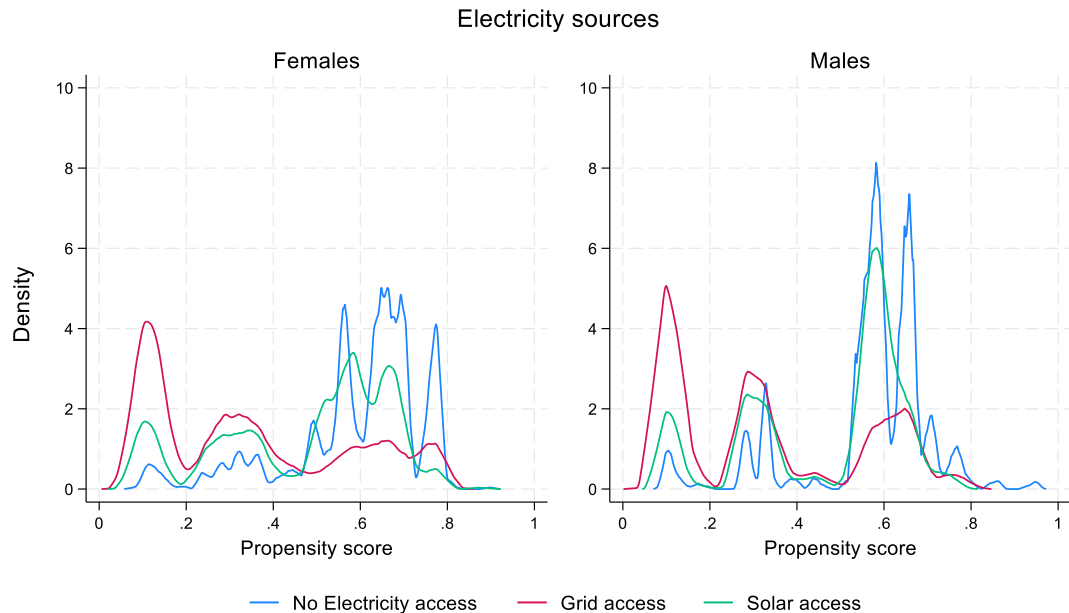 Electricity sources
Females
Males
Density
10
8
6
4
2
0
0
.2
.4
.6
.8
1
Propensity score
10
8
6
4
2
0
0
.2
.4
.6
.8
1
Propensity score
No Electricity access
Grid access
Solar access